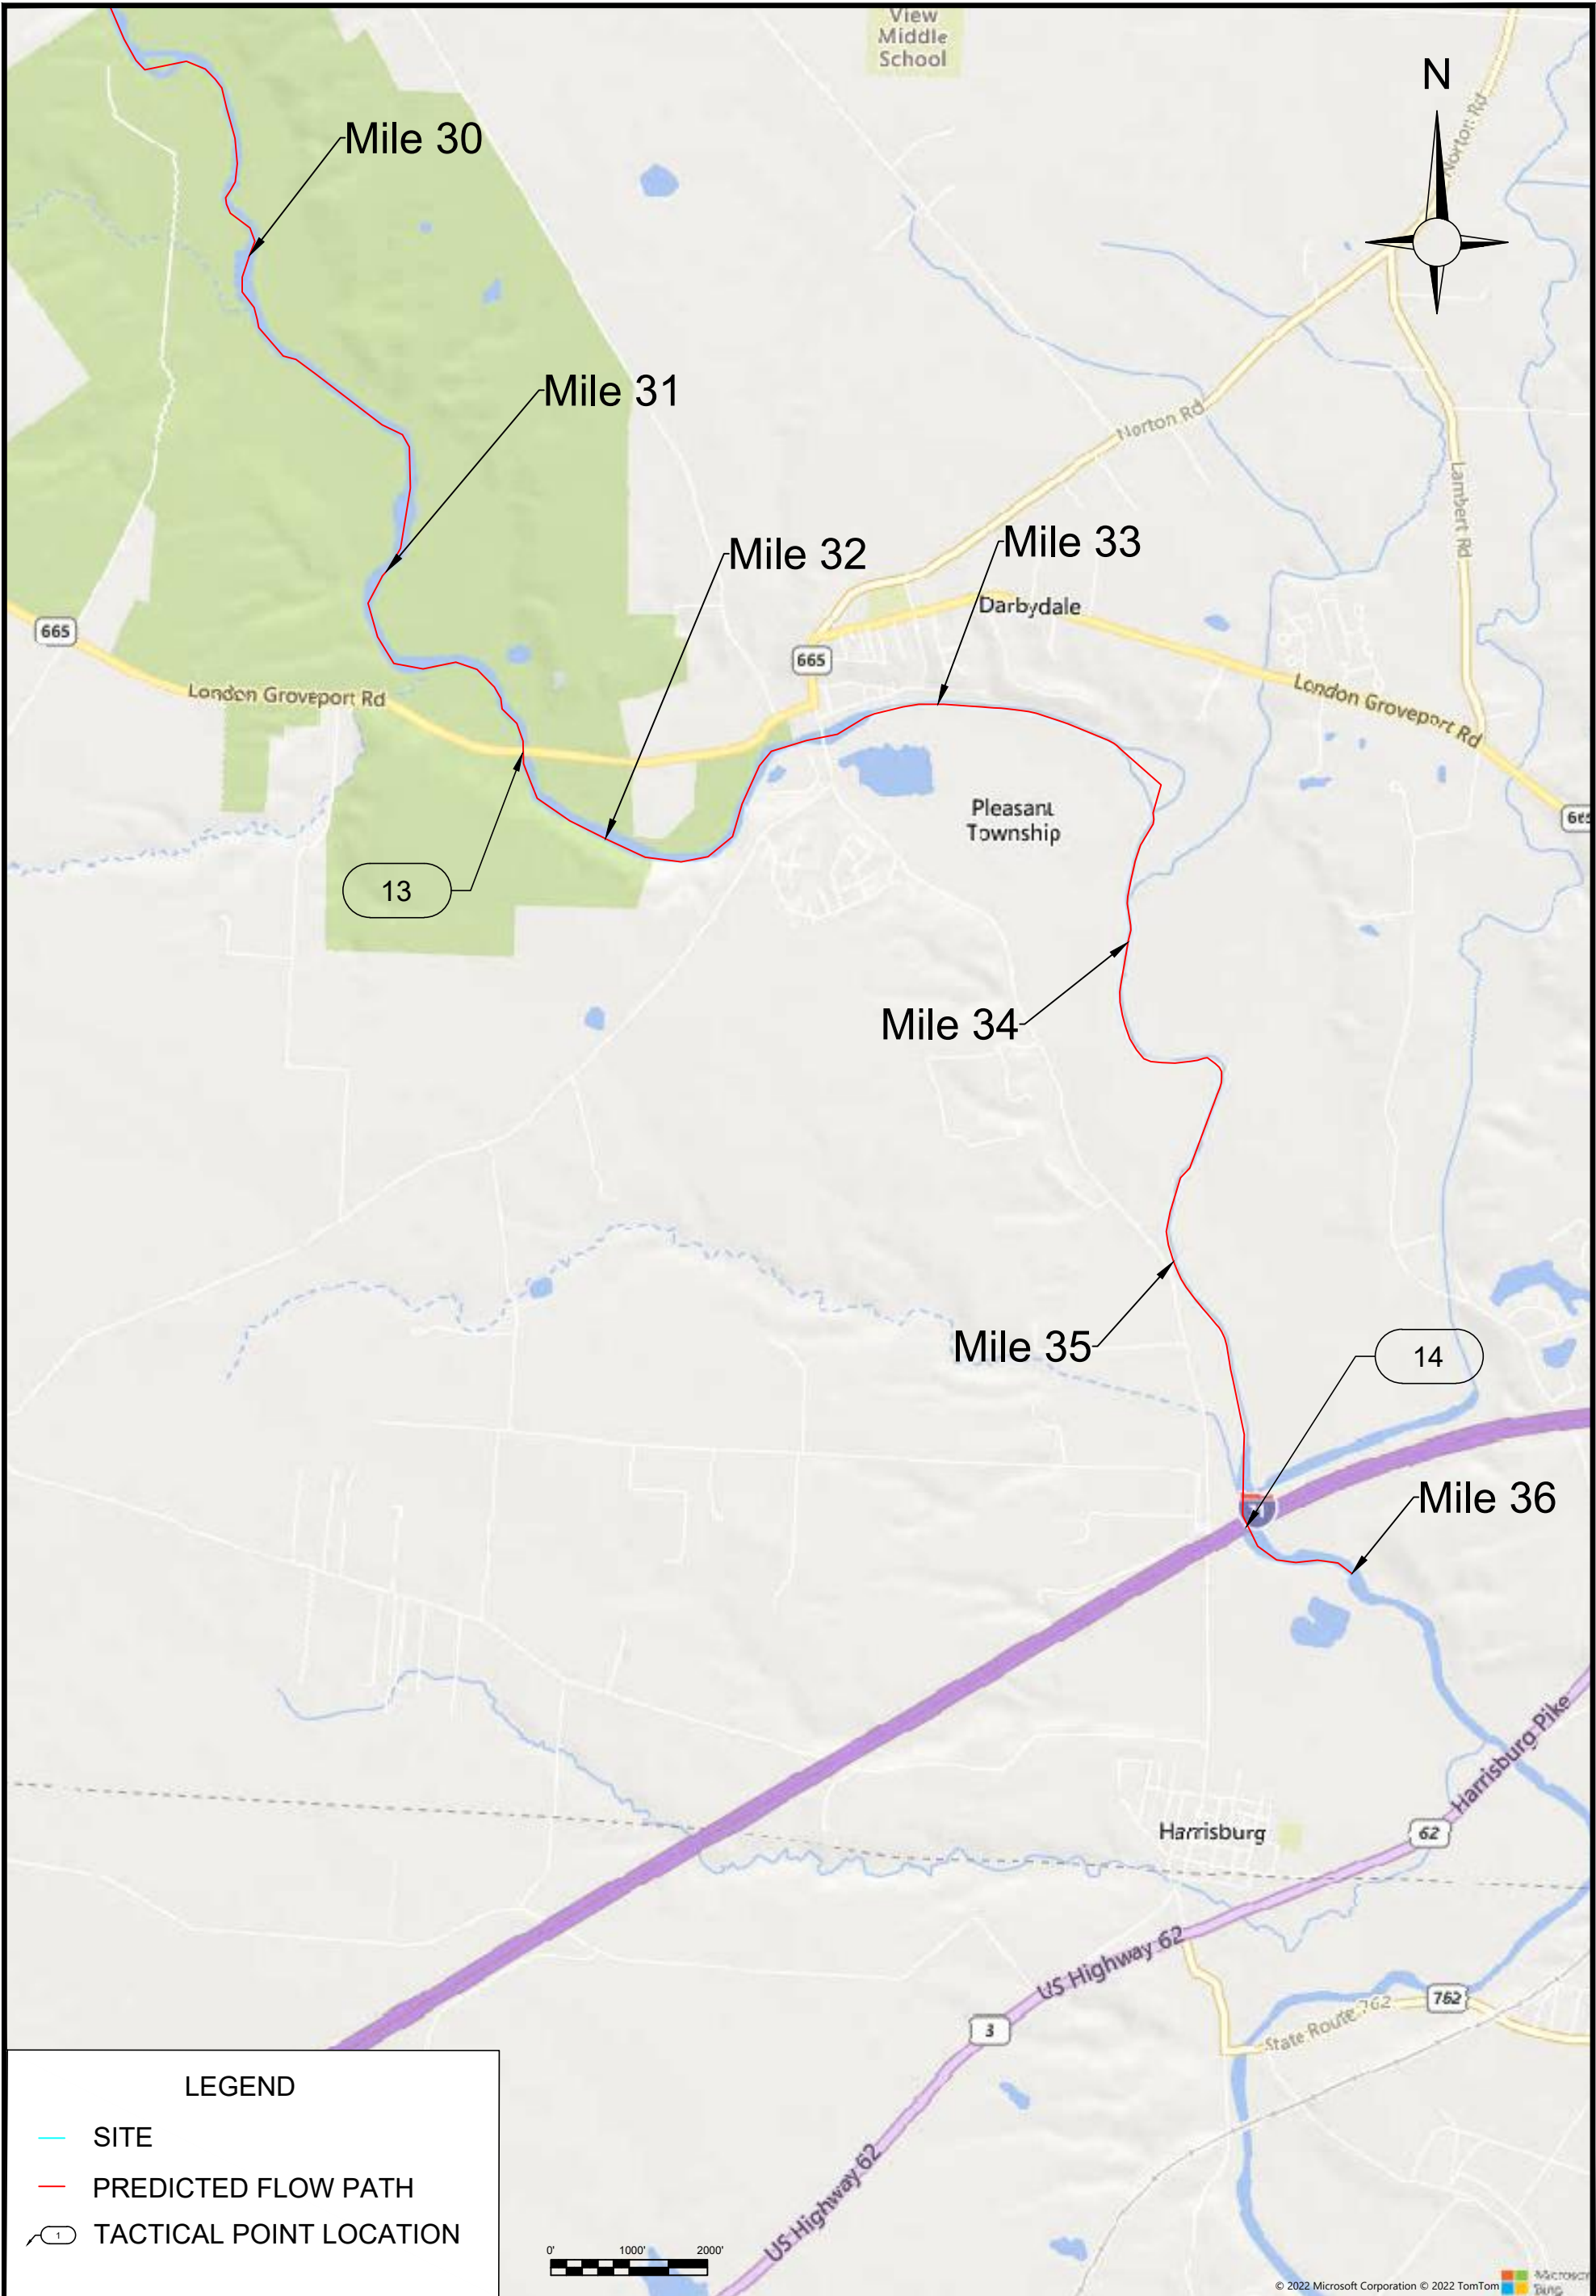 View
Middle
School
N
Norton Rd
Mile 30
Mile 31
Norton Rd
Lambert Rd
Mile 32
Mile 33
Darbydale
665
665
London Groveport Rd
London Groveport Rd
Pleasant
Township
665
13
Mile 34
Mile 35
14
Mile 36
Harrisburg Pike
Harrisburg
62
US Highway 62
762
State Route 762
3
US Highway 62
LEGEND
SITE
PREDICTED FLOW PATH
1 TACTICAL POINT LOCATION
0' 1000' 2000'
© 2022 Microsoft Corporation © 2022 TomTom
Bing